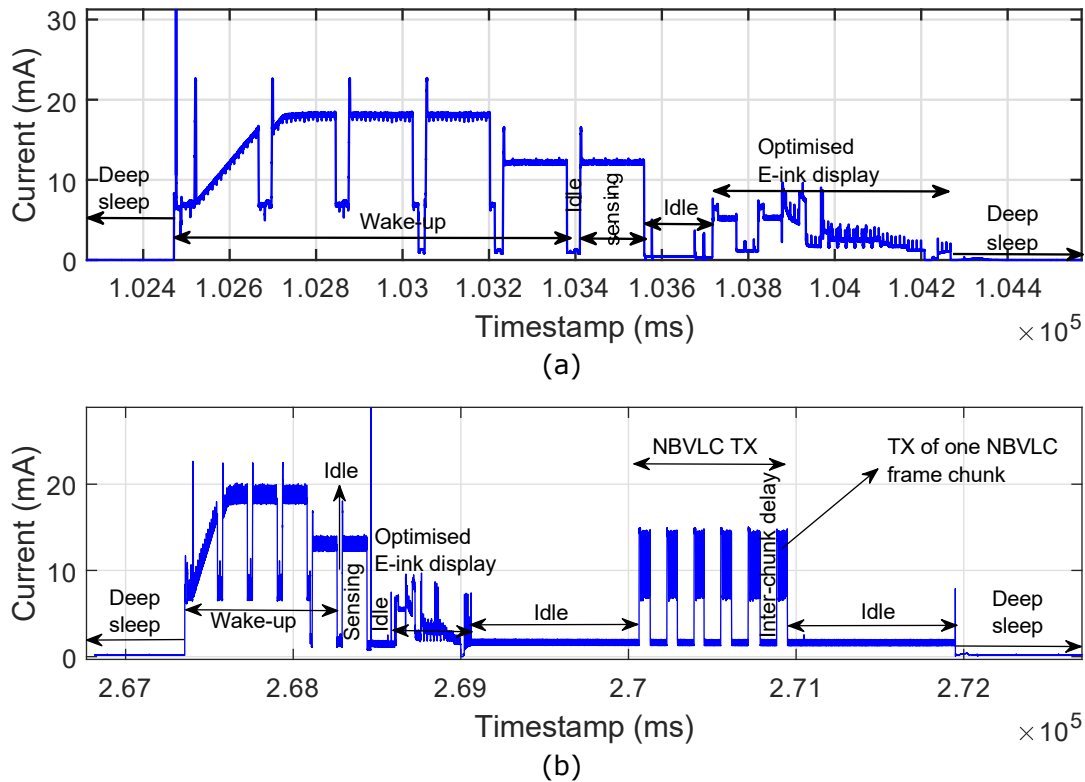 30
20
10
0
Current (mA)
Deep
sleep
Wake-up
Idle
sensing
Idle
Optimised
E-ink display
Deep
sleep
1.024 1.026 1.028 1.03 1.032 1.034 1.036 1.038 1.04 1.042 1.044
Timestamp (ms)
×10⁵
(a)
20
10
0
Current (mA)
Deep
sleep
Wake-up
Idle
Sensing
Idle
Optimised
E-ink display
Idle
NBVLC TX
Inter-chunk delay
TX of one NBVLC
frame chunk
Idle
Deep
sleep
2.67 2.68 2.69 2.7 2.71 2.72
Timestamp (ms)
×10⁵
(b)